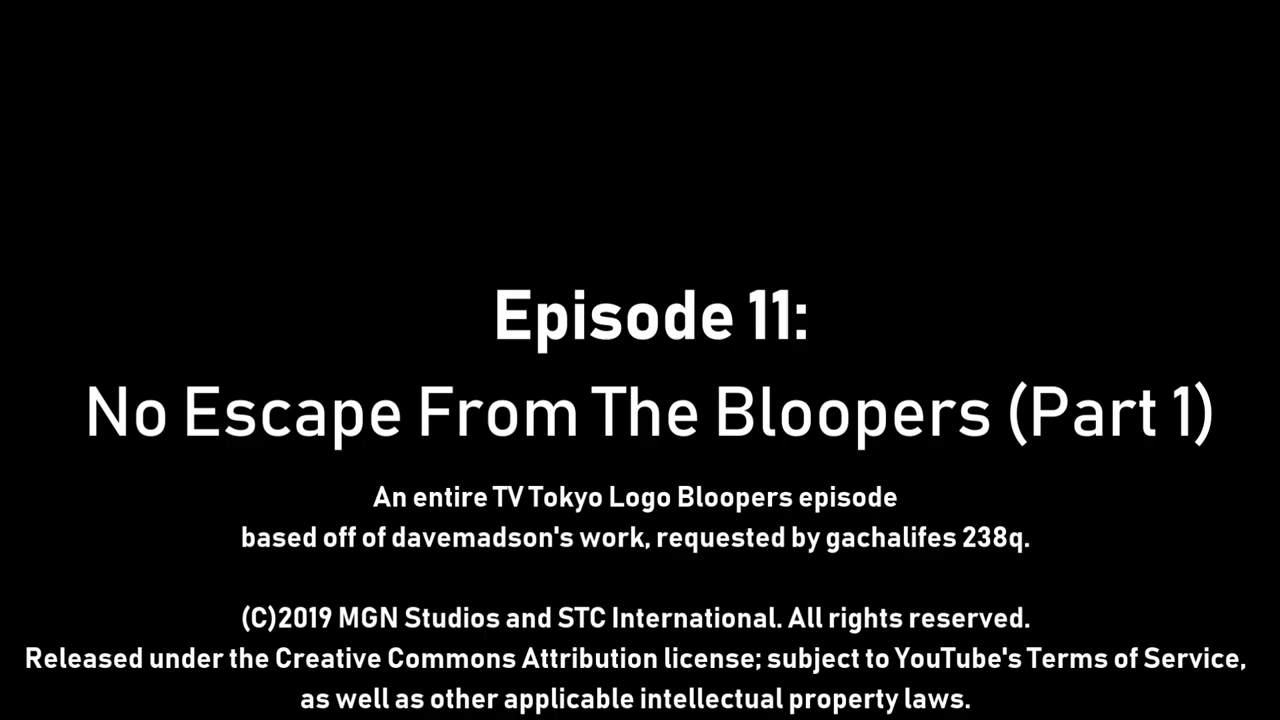 Episode 11:
No Escape From The Bloopers (Part 1)
An entire TV Tokyo Logo Bloopers episode
based off of davemadson's work, requested by gachalifes 238q.
(C)2019 MGN Studios and STC International. All rights reserved.
Released under the Creative Commons Attribution license; subject to YouTube's Terms of Service,
as well as other applicable intellectual property laws.